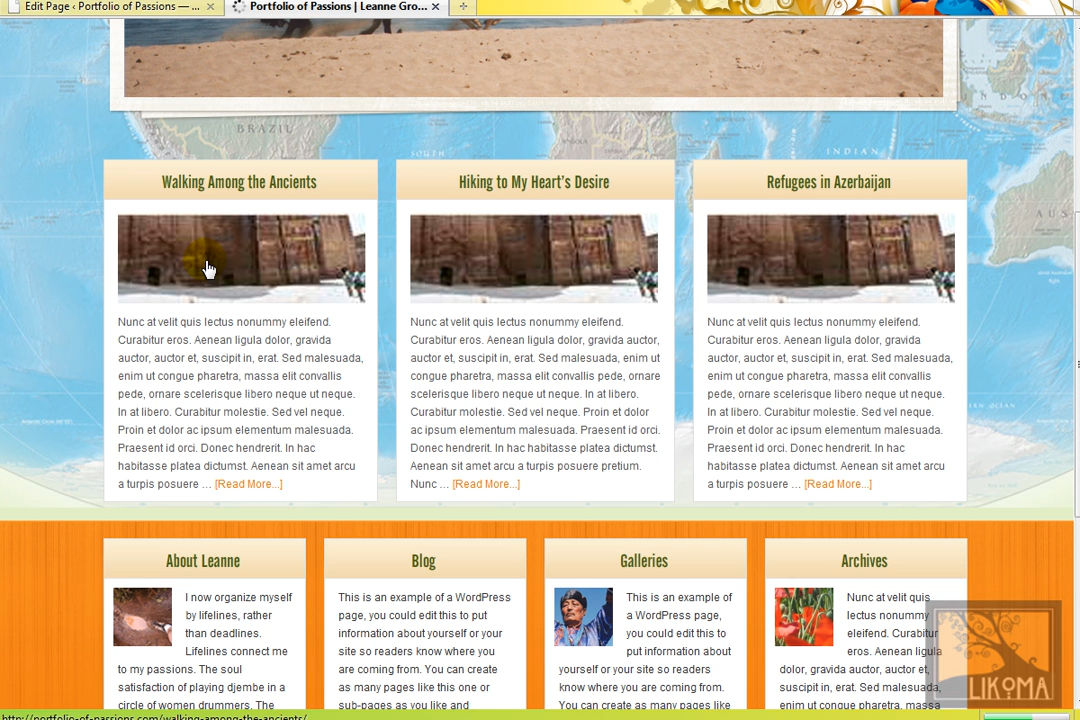 Edit Page ‹ Portfolio of Passions — ...
Portfolio of Passions | Leanne Gro...
BRAZIL
SOUTH
INDIAN
Walking Among the Ancients
Nunc at velit quis lectus nonummy eleifend.
Curabitur eros. Aenean ligula dolor, gravida
auctor, auctor et, suscipit in, erat. Sed malesuada,
enim ut congue pharetra, massa elit convallis
pede, ornare scelerisque libero neque ut neque.
In at libero. Curabitur molestie. Sed vel neque.
Proin et dolor ac ipsum elementum malesuada.
Praesent id orci. Donec hendrerit. In hac
habitasse platea dictumst. Aenean sit amet arcu
a turpis posuere ... [Read More...]
Hiking to My Heart's Desire
Nunc at velit quis lectus nonummy eleifend.
Curabitur eros. Aenean ligula dolor, gravida
auctor, auctor et, suscipit in, erat. Sed malesuada,
enim ut congue pharetra, massa elit convallis
pede, ornare scelerisque libero neque ut neque.
In at libero. Curabitur molestie. Sed vel neque. Proin et dolor
ac ipsum elementum malesuada. Praesent id orci.
Donec hendrerit. In hac habitasse platea dictumst.
Aenean sit amet arcu a turpis posuere pretium.
Nunc ... [Read More...]
Refugees in Azerbaijan
Nunc at velit quis lectus nonummy eleifend.
Curabitur eros. Aenean ligula dolor, gravida
auctor, auctor et, suscipit in, erat. Sed malesuada,
enim ut congue pharetra, massa elit convallis
pede, ornare scelerisque libero neque ut neque.
In at libero. Curabitur molestie. Sed vel neque.
Proin et dolor ac ipsum elementum malesuada.
Praesent id orci. Donec hendrerit. In hac
habitasse platea dictumst. Aenean sit amet arcu
a turpis posuere ... [Read More...]
About Leanne
I now organize myself
by lifelines, rather
than deadlines.
Lifelines connect me
to my passions. The soul
satisfaction of playing djembe in a
circle of women drummers. The
Blog
This is an example of a WordPress
page, you could edit this to put
information about yourself or your
site so readers know where you
are coming from. You can create
as many pages like this one or
sub-pages as you like and
Galleries
This is an example of
a WordPress page,
you could edit this to
put information about
yourself or your site so readers
know where you are coming from.
You can create as many pages like
Archives
Nunc at velit quis
lectus nonummy
eleifend. Curabitur
eros. Aenean ligula
dolor, gravida auctor, auctor et,
suscipit in, erat. Sed
malesuada, enim ut congue
LIKOMA
http://portfolio-of-passions.com/walking-among-the-ancients/